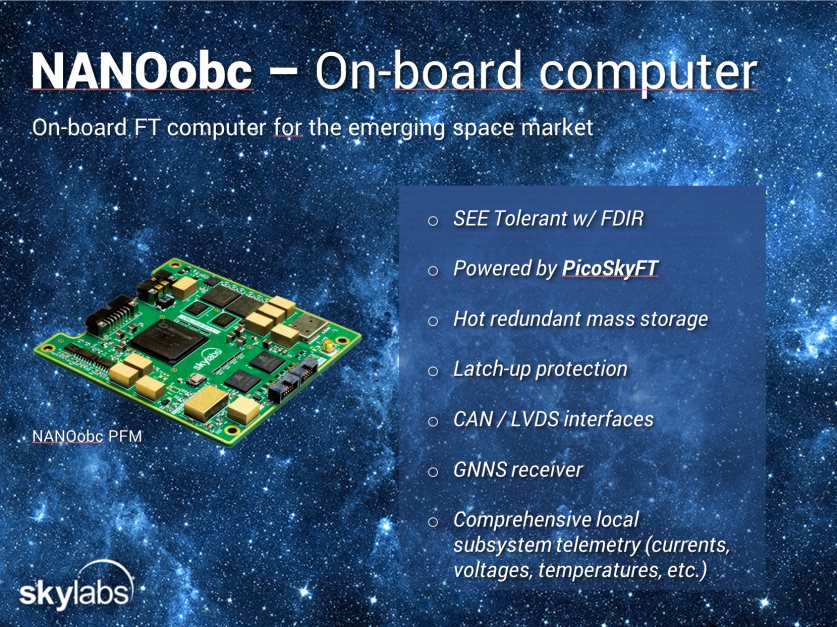 NANOobc – On-board computer
On-board FT computer for the emerging space market
o SEE Tolerant w/ FDIR
o Powered by PicoSkyFT
o Hot redundant mass storage
o Latch-up protection
o CAN / LVDS interfaces
o GNNS receiver
o Comprehensive local
subsystem telemetry (currents,
voltages, temperatures, etc.)
skylabs
NANOobc PFM
skylabs